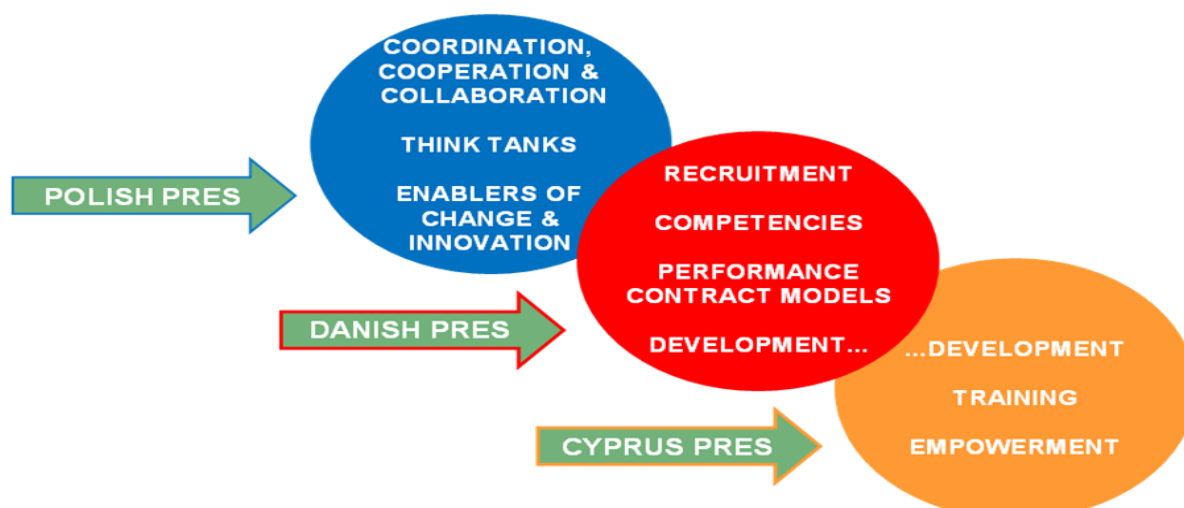 COORDINATION,
COOPERATION &
COLLABORATION
THINK TANKS
ENABLERS OF
CHANGE &
INNOVATION
POLISH PRES
RECRUITMENT
COMPETENCIES
PERFORMANCE
CONTRACT MODELS
DEVELOPMENT...
DANISH PRES
...DEVELOPMENT
TRAINING
EMPOWERMENT
CYPRUS PRES